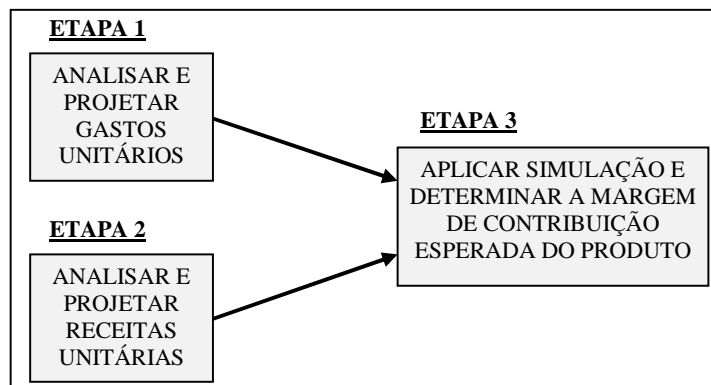 ETAPA 1
ANALISAR E
PROJETAR
GASTOS
UNITÁRIOS
ETAPA 2
ANALISAR E
PROJETAR
RECEITAS
UNITÁRIAS
ETAPA 3
APLICAR SIMULAÇÃO E
DETERMINAR A MARGEM
DE CONTRIBUIÇÃO
ESPERADA DO PRODUTO